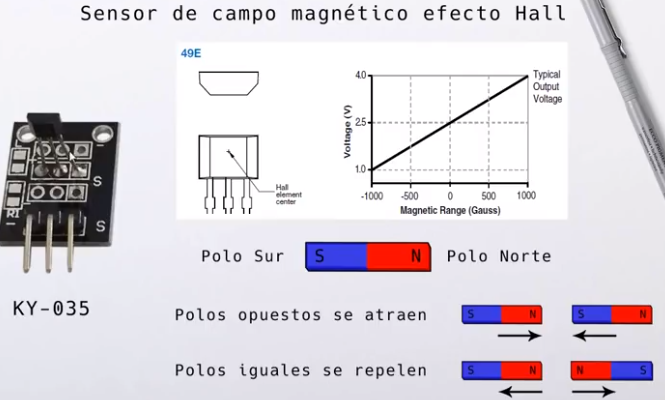 Sensor de campo magnético efecto Hall
49E
Hall
element
center
Voltage (V)
4.0
2.5
1.0
-1000 -500 0 500 1000
Magnetic Range (Gauss)
Typical
Output
Voltage
-
S
R1
- S
KY-035
Polo Sur S N Polo Norte
Polos opuestos se atraen S N S N
Polos iguales se repelen S N N S